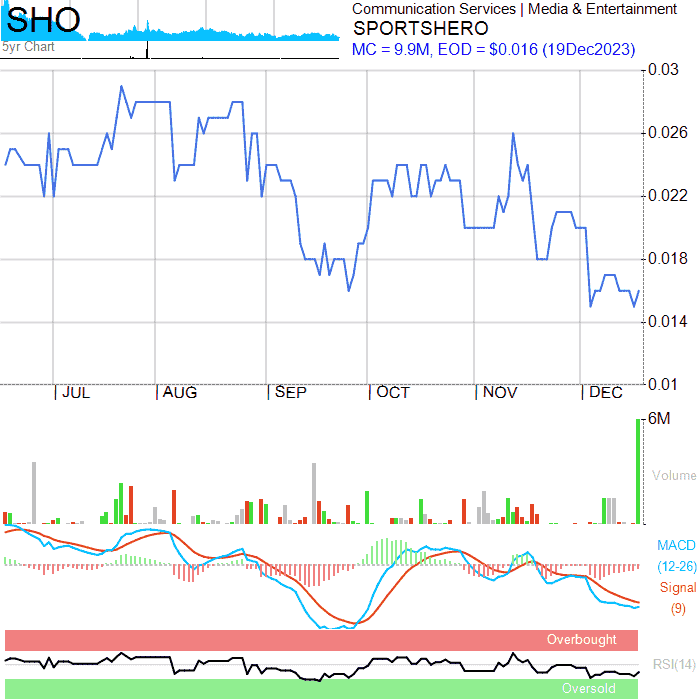 SHO
5yr Chart
Communication Services | Media & Entertainment
SPORTSHERO
MC = 9.9M, EOD = $0.016 (19Dec2023)
0.03
0.026
0.022
0.018
0.014
0.01
JUL
AUG
SEP
OCT
NOV
DEC
6M
Volume
MACD
(12-26)
Signal
(9)
Overbought
RSI(14)
Oversold